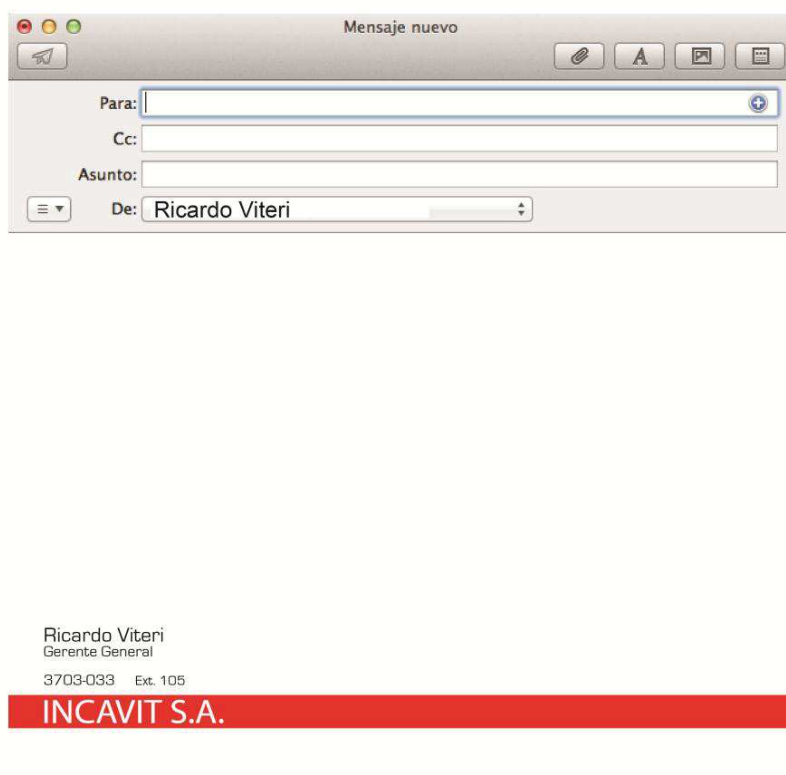 Mensaje nuevo
Para:
Cc:
Asunto:
De: Ricardo Viteri
Ricardo Viteri
Gerente General
3703-033 Ext. 105
INCAVIT S.A.